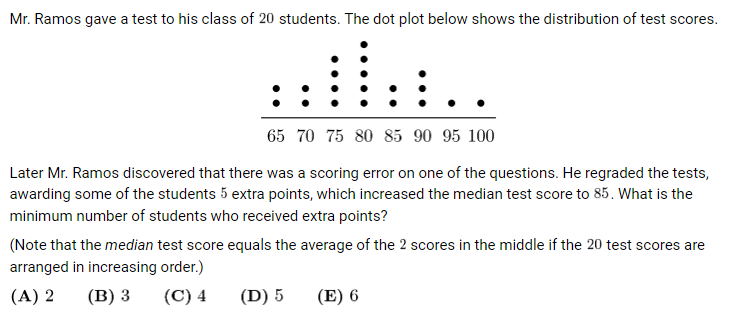 Mr. Ramos gave a test to his class of 20 students. The dot plot below shows the distribution of test scores.
65 70 75 80 85 90 95 100
Later Mr. Ramos discovered that there was a scoring error on one of the questions. He regraded the tests,
awarding some of the students 5 extra points, which increased the median test score to 85. What is the
minimum number of students who received extra points?
(Note that the median test score equals the average of the 2 scores in the middle if the 20 test scores are
arranged in increasing order.)
(A) 2 (B) 3 (C) 4 (D) 5 (E) 6